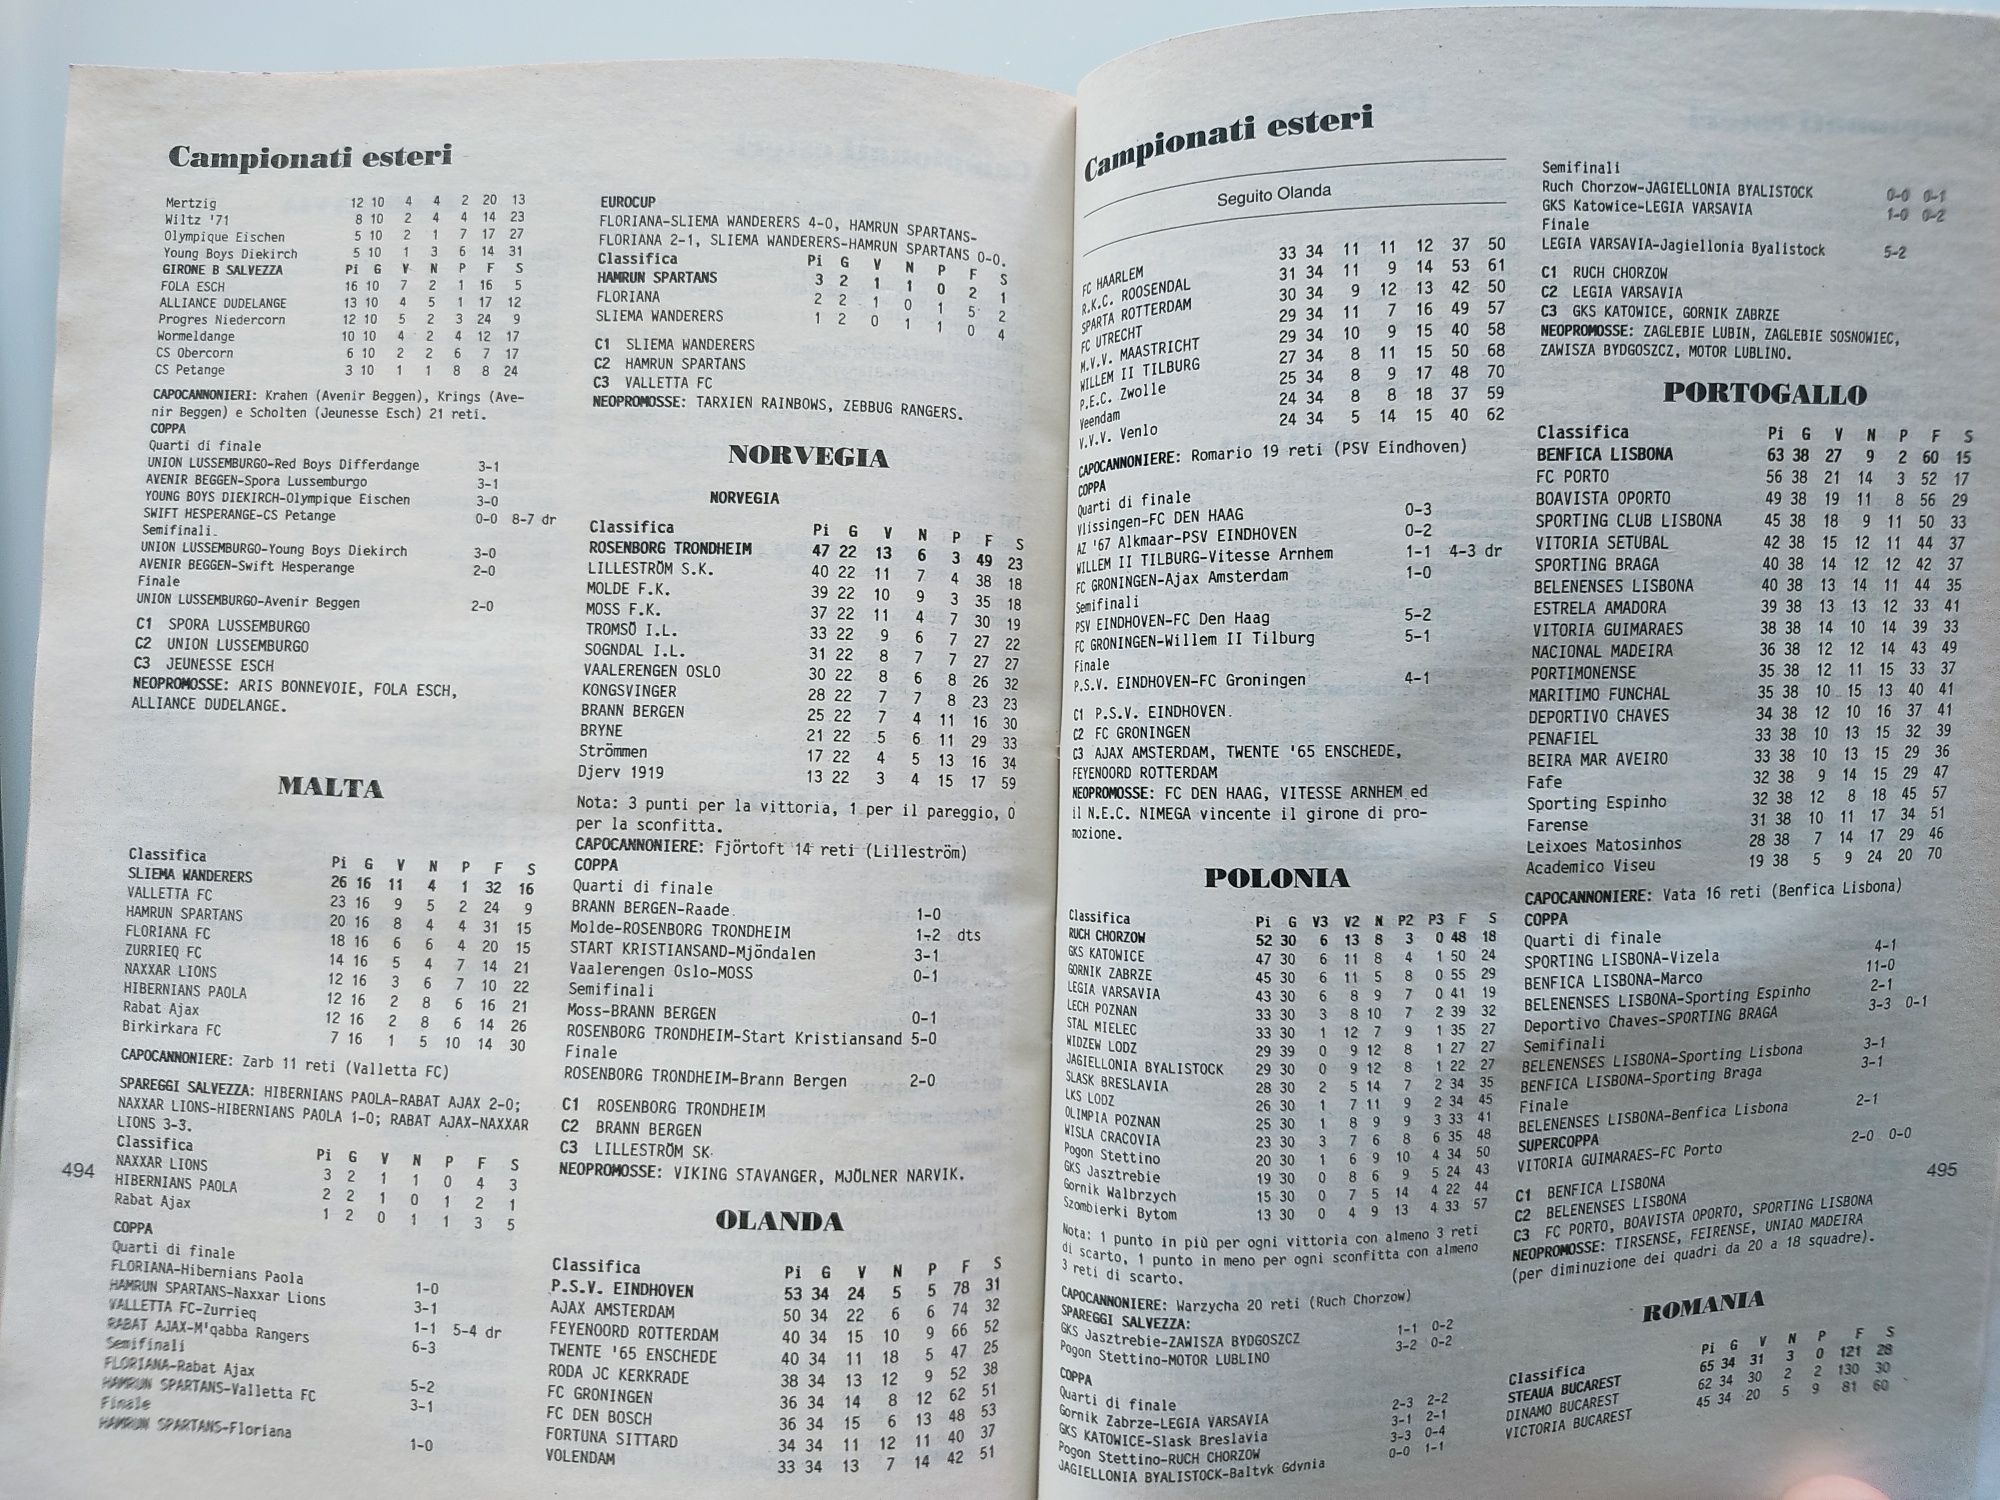 Campionati esteri
Mertzig 12 10 4 4 2 20 13
Wiltz '71 8 10 2 4 4 14 23
Olympique Eischen 5 10 2 1 7 17 27
Young Boys Diekirch 5 10 1 3 6 14 31
GIRONE B SALVEZZA Pi G V N P F S
FOLA ESCH 16 10 7 2 1 16 5
ALLIANCE DUDELANGE 13 10 4 5 1 17 12
Progres Niedercorn 12 10 5 2 3 24 9
Wormeldange 10 10 4 2 4 12 17
CS Obercorn 6 10 2 2 6 7 17
CS Petange 3 10 1 1 8 8 24
CAPOCANNONIERI: Krahen (Avenir Beggen), Krings (Ave-
nir Beggen) e Scholten (Jeunesse Esch) 21 reti.
COPPA
Quarti di finale
UNION LUSSEMBURGO-Red Boys Differdange 3-1
AVENIR BEGGEN-Spora Lussemburgo 3-1
YOUNG BOYS DIEKIRCH-Olympique Eischen 3-0
SWIFT HESPERANGE-CS Petange 0-0 8-7 dr
Semifinali
UNION LUSSEMBURGO-Young Boys Diekirch 3-0
AVENIR BEGGEN-Swift Hesperange 2-0
Finale
UNION LUSSEMBURGO-Avenir Beggen 2-0
C1 SPORA LUSSEMBURGO
C2 UNION LUSSEMBURGO
C3 JEUNESSE ESCH
NEOPROMOSSE: ARIS BONNEVOIE, FOLA ESCH,
ALLIANCE DUDELANGE.
MALTA
Classifica Pi G V N P F S
SLIEMA WANDERERS 26 16 11 4 1 32 16
VALLETTA FC 23 16 9 5 2 24 9
HAMRUN SPARTANS 20 16 8 4 4 31 15
FLORIANA FC 18 16 6 6 4 20 15
ZURRIEQ FC 14 16 5 4 7 14 21
NAXXAR LIONS 12 16 3 6 7 10 22
HIBERNIANS PAOLA 12 16 2 8 6 16 21
Rabat Ajax 12 16 2 8 6 14 26
Birkirkara FC 7 16 1 5 10 14 30
CAPOCANNONIERE: Zarb 11 reti (Valletta FC)
SPAREGGI SALVEZZA: HIBERNIANS PAOLA-RABAT AJAX 2-0;
NAXXAR LIONS-HIBERNIANS PAOLA 1-0; RABAT AJAX-NAXXAR
LIONS 3-3.
Classifica Pi G V N P F S
NAXXAR LIONS 3 2 1 1 0 4 3
HIBERNIANS PAOLA 2 2 1 0 1 2 1
Rabat Ajax 1 2 0 1 1 3 5
COPPA
Quarti di finale
FLORIANA-Hibernians Paola 1-0
HAMRUN SPARTANS-Naxxar Lions 3-1
VALLETTA FC-Zurrieq 1-1 5-4 dr
RABAT AJAX-M'qabba Rangers 6-3
Semifinali
FLORIANA-Rabat Ajax 5-2
HAMRUN SPARTANS-Valletta FC 3-1
Finale
HAMRUN SPARTANS-Floriana 1-0
494
EUROCUP
FLORIANA-SLIEMA WANDERERS 4-0, HAMRUN SPARTANS-
FLORIANA 2-1, SLIEMA WANDERERS-HAMRUN SPARTANS 0-0.
Classifica Pi G V N P F S
HAMRUN SPARTANS 3 2 1 1 0 2 1
FLORIANA 2 2 1 0 1 5 2
SLIEMA WANDERERS 1 2 0 1 1 0 4
C1 SLIEMA WANDERERS
C2 HAMRUN SPARTANS
C3 VALLETTA FC
NEOPROMOSSE: TARXIEN RAINBOWS, ZEBBUG RANGERS.
NORVEGIA
NORVEGIA
Classifica Pi G V N P F S
ROSENBORG TRONDHEIM 47 22 13 6 3 49 23
LILLESTRÖM S.K. 40 22 11 7 4 38 18
MOLDE F.K. 39 22 10 9 3 35 18
MOSS F.K. 37 22 11 4 7 30 19
TROMSÖ I.L. 33 22 9 6 7 27 22
SOGNDAL I.L. 31 22 8 7 7 27 27
VAALERENGEN OSLO 30 22 8 6 8 26 32
KONGSVINGER 28 22 7 7 8 23 23
BRANN BERGEN 25 22 7 4 11 16 30
BRYNE 21 22 5 6 11 29 33
Strömmen 17 22 4 5 13 16 34
Djerv 1919 13 22 3 4 15 17 59
Nota: 3 punti per la vittoria, 1 per il pareggio, 0
per la sconfitta.
CAPOCANNONIERE: Fjörtoft 14 reti (Lilleström)
COPPA
Quarti di finale
BRANN BERGEN-Raade 1-0
Molde-ROSENBORG TRONDHEIM 1-2 dts
START KRISTIANSAND-Mjöndalen 3-1
Vaalerengen Oslo-MOSS 0-1
Semifinali
Moss-BRANN BERGEN 0-1
ROSENBORG TRONDHEIM-Start Kristiansand 5-0
Finale
ROSENBORG TRONDHEIM-Brann Bergen 2-0
C1 ROSENBORG TRONDHEIM
C2 BRANN BERGEN
C3 LILLESTRÖM SK
NEOPROMOSSE: VIKING STAVANGER, MJÖLNER NARVIK.
OLANDA
Classifica Pi G V N P F S
P.S.V. EINDHOVEN 53 34 24 5 5 78 31
AJAX AMSTERDAM 50 34 22 6 6 74 32
FEYENOORD ROTTERDAM 40 34 15 10 9 66 52
TWENTE '65 ENSCHEDE 40 34 11 18 5 47 25
RODA JC KERKRADE 38 34 13 12 9 52 38
FC GRONINGEN 36 34 14 8 12 62 51
FC DEN BOSCH 36 34 15 6 13 48 53
FORTUNA SITTARD 34 34 11 12 11 40 37
VOLENDAM 33 34 13 7 14 42 51
Campionati esteri
Seguito Olanda
FC HAARLEM 33 34 11 11 12 37 50
R.K.C. ROOSENDAL 31 34 11 9 14 53 61
SPARTA ROTTERDAM 30 34 9 12 13 42 50
FC UTRECHT 29 34 11 7 16 49 57
M.V.V. MAASTRICHT 29 34 10 9 15 40 58
WILLEM II TILBURG 27 34 8 11 15 50 68
P.E.C. Zwolle 25 34 8 9 17 48 70
Veendam 24 34 8 8 18 37 59
V.V.V. Venlo 24 34 5 14 15 40 62
CAPOCANNONIERE: Romario 19 reti (PSV Eindhoven)
COPPA
Quarti di finale
Vlissingen-FC DEN HAAG 0-3
AZ '67 Alkmaar-PSV EINDHOVEN 0-2
WILLEM II TILBURG-Vitesse Arnhem 1-1 4-3 dr
FC GRONINGEN-Ajax Amsterdam 1-0
Semifinali
PSV EINDHOVEN-FC Den Haag 5-2
FC GRONINGEN-Willem II Tilburg 5-1
Finale
P.S.V. EINDHOVEN-FC Groningen 4-1
C1 P.S.V. EINDHOVEN
C2 FC GRONINGEN
C3 AJAX AMSTERDAM, TWENTE '65 ENSCHEDE,
FEYENOORD ROTTERDAM
NEOPROMOSSE: FC DEN HAAG, VITESSE ARNHEM ed
il N.E.C. NIMEGA vincente il girone di pro-
mozione.
POLONIA
Classifica Pi G V3 V2 N P2 P3 F S
RUCH CHORZOW 52 30 6 13 8 3 0 48 18
GKS KATOWICE 47 30 6 11 8 4 1 50 24
GORNIK ZABRZE 45 30 6 11 5 8 0 55 29
LEGIA VARSAVIA 43 30 6 8 9 7 0 41 19
LECH POZNAN 33 30 3 8 10 7 2 39 32
STAL MIELEC 33 30 1 12 7 9 1 35 27
WIDZEW LODZ 29 39 0 9 12 8 1 27 27
JAGIELLONIA BYALISTOCK 29 30 0 9 12 8 1 22 27
SLASK BRESLAVIA 28 30 2 5 14 7 2 34 35
LKS LODZ 26 30 1 7 11 9 2 34 45
OLIMPIA POZNAN 25 30 1 8 9 9 3 33 41
WISLA CRACOVIA 23 30 3 7 6 8 6 35 48
Pogon Stettino 20 30 1 6 9 10 4 34 50
GKS Jasztrebie 19 30 0 8 6 9 5 24 43
Gornik Walbrzych 15 30 0 7 5 14 4 22 44
Szombierki Bytom 13 30 0 4 9 13 4 33 57
Nota: 1 punto in più per ogni vittoria con almeno 3 reti
di scarto, 1 punto in meno per ogni sconfitta con almeno
3 reti di scarto.
CAPOCANNONIERE: Warzycha 20 reti (Ruch Chorzow)
SPAREGGI SALVEZZA:
GKS Jasztrebie-ZAWISZA BYDGOSZCZ 1-1 0-2
Pogon Stettino-MOTOR LUBLINO 3-2 0-2
COPPA
Quarti di finale
Gornik Zabrze-LEGIA VARSAVIA 2-3 2-2
GKS KATOWICE-Slask Breslavia 3-1 2-1
Pogon Stettino-RUCH CHORZOW 3-3 0-4
JAGIELLONIA BYALISTOCK-Baltyk Gdynia 0-0 1-1
Semifinali
Ruch Chorzow-JAGIELLONIA BYALISTOCK 0-0 0-1
GKS Katowice-LEGIA VARSAVIA 1-0 0-2
Finale
LEGIA VARSAVIA-Jagiellonia Byalistock 5-2
C1 RUCH CHORZOW
C2 LEGIA VARSAVIA
C3 GKS KATOWICE, GORNIK ZABRZE
NEOPROMOSSE: ZAGLEBIE LUBIN, ZAGLEBIE SOSNOWIEC,
ZAWISZA BYDGOSZCZ, MOTOR LUBLINO.
PORTOGALLO
Classifica Pi G V N P F S
BENFICA LISBONA 63 38 27 9 2 60 15
FC PORTO 56 38 21 14 3 52 17
BOAVISTA OPORTO 49 38 19 11 8 56 29
SPORTING CLUB LISBONA 45 38 18 9 11 50 33
VITORIA SETUBAL 42 38 15 12 11 44 37
SPORTING BRAGA 40 38 14 12 12 42 37
BELENENSES LISBONA 40 38 13 14 11 44 35
ESTRELA AMADORA 39 38 13 13 12 33 41
VITORIA GUIMARAES 38 38 14 10 14 39 33
NACIONAL MADEIRA 36 38 12 12 14 43 49
PORTIMONENSE 35 38 12 11 15 33 37
MARITIMO FUNCHAL 35 38 10 15 13 40 41
DEPORTIVO CHAVES 34 38 12 10 16 37 41
PENAFIEL 33 38 10 13 15 32 39
BEIRA MAR AVEIRO 33 38 10 13 15 29 36
Fafe 32 38 9 14 15 29 47
Sporting Espinho 32 38 12 8 18 45 57
Farense 31 38 10 11 17 34 51
Leixoes Matosinhos 28 38 7 14 17 29 46
Academico Viseu 19 38 5 9 24 20 70
CAPOCANNONIERE: Vata 16 reti (Benfica Lisbona)
COPPA
Quarti di finale
SPORTING LISBONA-Vizela 4-1
BENFICA LISBONA-Marco 11-0
BELENENSES LISBONA-Sporting Espinho 2-1
Deportivo Chaves-SPORTING BRAGA 3-3 0-1
Semifinali
BELENENSES LISBONA-Sporting Lisbona 3-1
BENFICA LISBONA-Sporting Braga 3-1
Finale
BELENENSES LISBONA-Benfica Lisbona 2-1
SUPERCOPPA
VITORIA GUIMARAES-FC Porto 2-0 0-0
C1 BENFICA LISBONA
C2 BELENENSES LISBONA
C3 FC PORTO, BOAVISTA OPORTO, SPORTING LISBONA
NEOPROMOSSE: TIRSENSE, FEIRENSE, UNIAO MADEIRA
(per diminuzione dei quadri da 20 a 18 squadre).
495
ROMANIA
Classifica Pi G V N P F S
STEAUA BUCAREST 65 34 31 3 0 121 28
DINAMO BUCAREST 62 34 30 2 2 130 30
VICTORIA BUCAREST 45 34 20 5 9 81 60